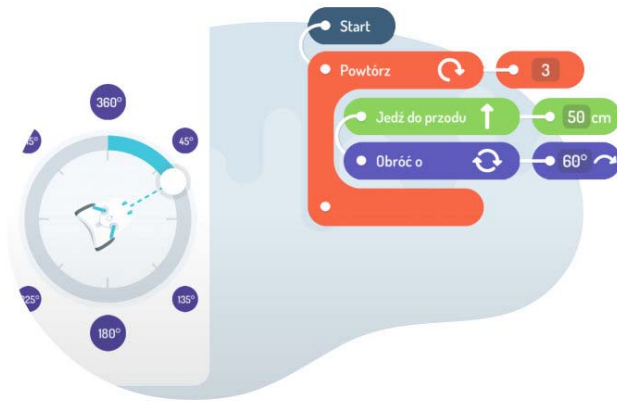 Start
Powtórz 3
Jedź do przodu 50 cm
Obróć o 60°
360°
45°
135°
180°